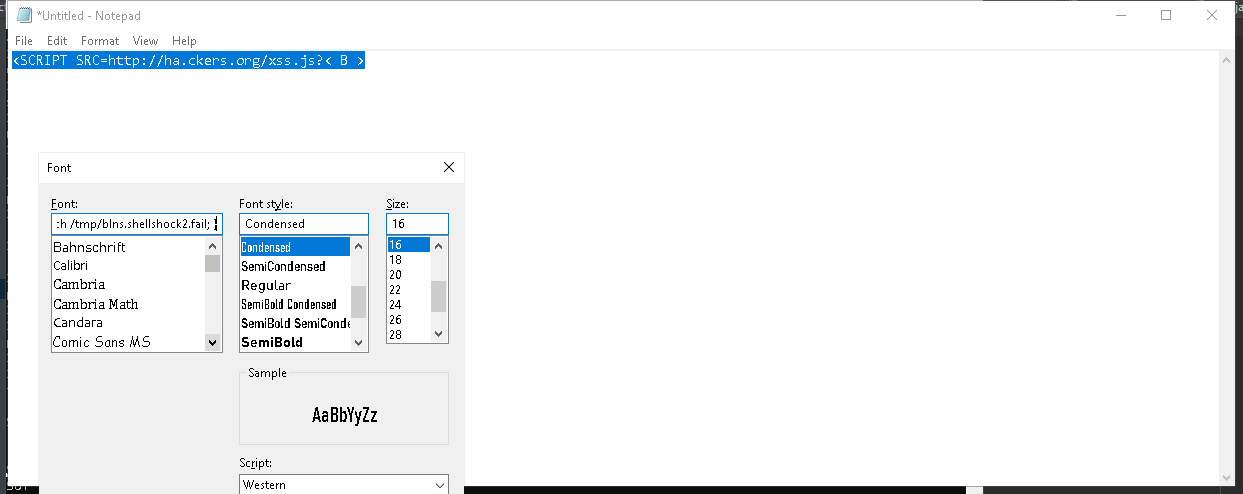 *Untitled - Notepad
File Edit Format View Help
<SCRIPT SRC=http://ha.ckers.org/xss.js?< B >
Font
Font: Font style: Size:
:h /tmp/blns.shellshock2.fail; Condensed 16
Bahnschrift Condensed 16
Calibri SemiCondensed 18
Cambria Regular 20
Cambria Math SemiBold Condensed 22
Candara SemiBold SemiConde 24
Comic Sans MS SemiBold 26
28
Sample
AaBbYyZz
Script:
Western